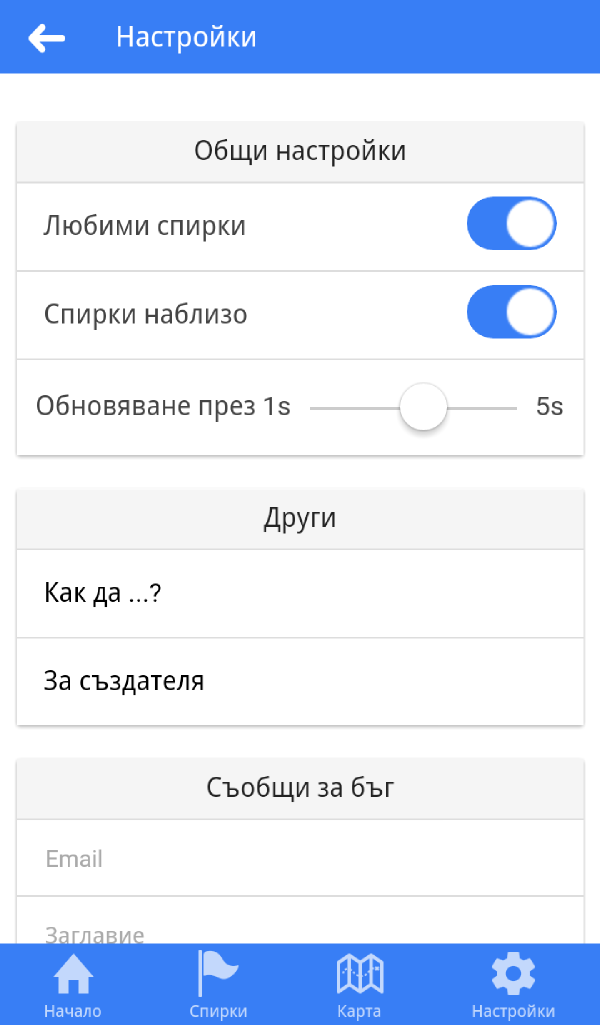 Настройки
Общи настройки
Любими спирки
Спирки наблизо
Обновяване през 1s 5s
Други
Как да ...?
За създателя
Съобщи за бъг
Email
Заглавие
Начало Спирки Карта Настройки